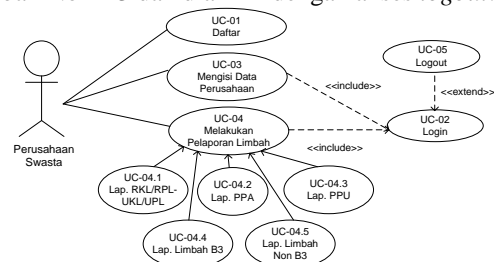 UC-01
Daftar
UC-03
Mengisi Data
Perusahaan
UC-05
Logout
<<include>>
<<extend>>
UC-04
Melakukan
Pelaporan Limbah
UC-02
Login
<<include>>
Perusahaan
Swasta
UC-04.1
Lap. RKL/RPL-
UKL/UPL
UC-04.2
Lap. PPA
UC-04.3
Lap. PPU
UC-04.4
Lap. Limbah B3
UC-04.5
Lap. Limbah
Non B3